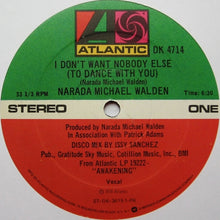 ATLANTIC
DK 4714
I DON'T WANT NOBODY ELSE
(TO DANCE WITH YOU)
(Narada Michael Walden)
33 1/3 RPM
Time: 6:20
NARADA MICHAEL WALDEN
STEREO
ONE
Produced by Narada Michael Walden
In Association With Patrick Adams
DISCO MIX BY ISSY SANCHEZ
Pub., Gratitude Sky Music, Cotillion Music, Inc., BMI
From Atlantic LP 19222-
"AWAKENING"
Vocal